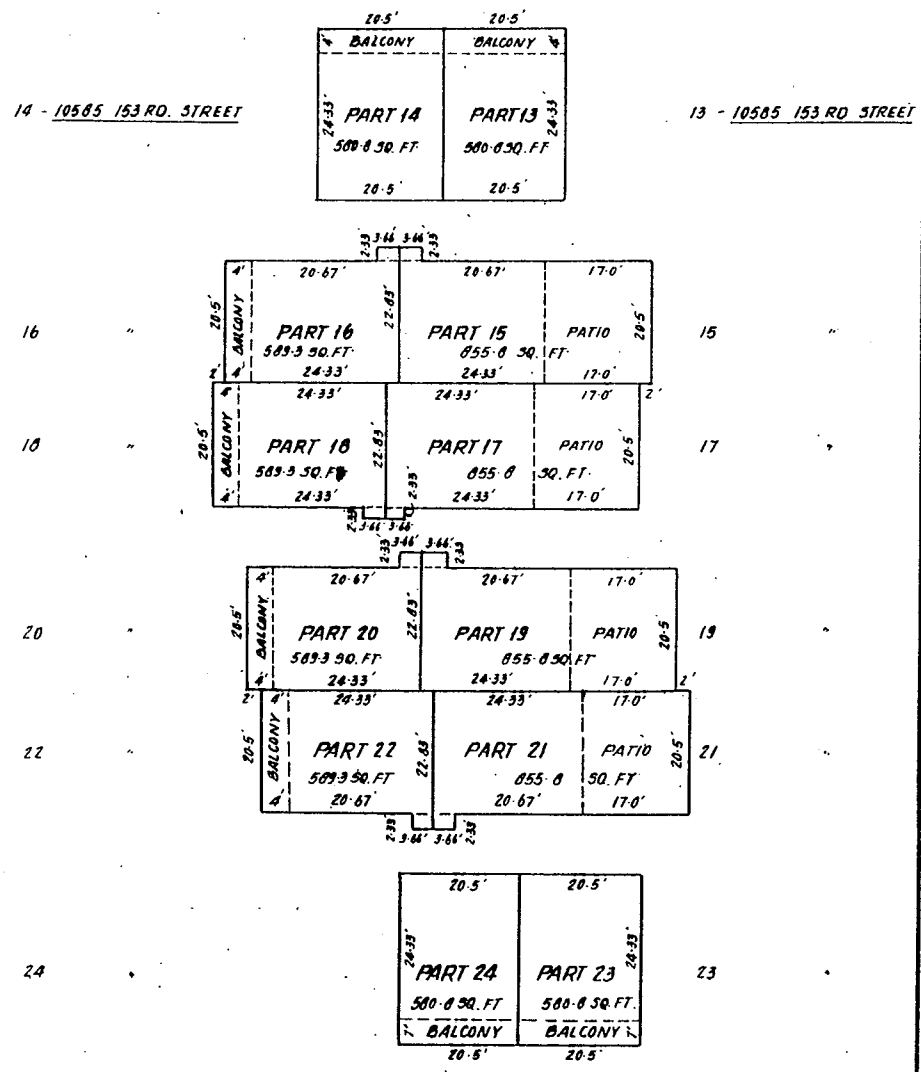 20.5' 20.5'
4' BALCONY BALCONY 4'
14 - 10585 153 RD. STREET
24.33' PART 14 PART 13 24.33'
13 - 10585 153 RD STREET
580.8 SQ. FT 580.8 SQ. FT
20.5' 20.5'
2.33' 3.66' 3.66' 2.33'
4' 20.67' 20.67' 17.0'
16 " 20.5' BALCONY PART 16 22.83' PART 15 PATIO 20.5' 15 "
589.3 SQ. FT. 855.8 SQ. FT.
2' 4' 24.33' 24.33' 17.0'
4' 24.33' 24.33' 17.0' 2'
18 " 20.5' BALCONY PART 18 22.83' PART 17 PATIO 20.5' 17 "
589.3 SQ. FT 855.8 SQ. FT.
4' 24.33' 24.33' 2.33' 17.0'
2.33' 3.66' 3.66'
2.33' 3.66' 3.66' 2.33
4' 20.67' 20.67' 17.0'
20 " 20.5' BALCONY PART 20 22.83' PART 19 PATIO 20.5' 19 "
589.3 SQ. FT 855.8 SQ. FT
4' 24.33' 24.33' 17.0' 2'
2' 4' 24.33' 24.33' 17.0'
22 " 20.5' BALCONY PART 22 22.83' PART 21 PATIO 20.5' 21 "
589.3 SQ. FT 855.8 SQ. FT
4' 20.67' 20.67' 17.0'
2.33' 3.66' 3.66' 2.33
20.5' 20.5'
24.33' 24.33'
24 " PART 24 PART 23 23 "
580.8 SQ. FT 580.8 SQ. FT.
7' BALCONY BALCONY 7'
20.5' 20.5'